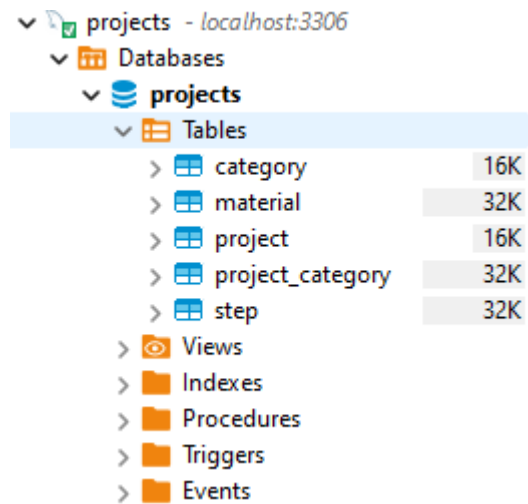 projects - localhost:3306
Databases
projects
Tables
category 16K
material 32K
project 16K
project_category 32K
step 32K
Views
Indexes
Procedures
Triggers
Events